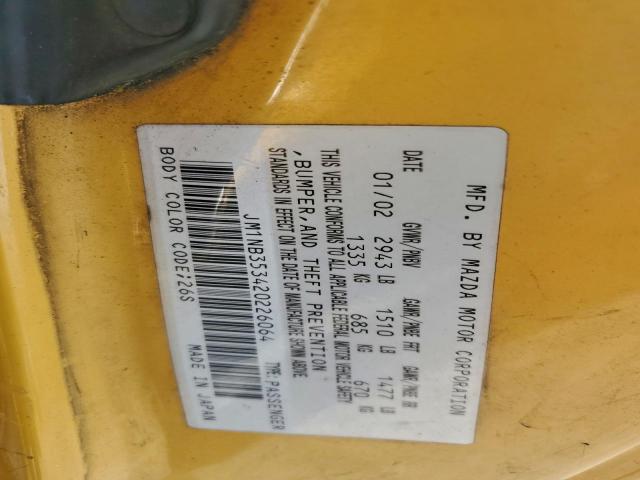 MFD. BY MAZDA MOTOR CORPORATION
DATE GVWR/PNBV GAWR/PNBE FRT GAWR/PNBE RR
01/02 2943 LB 1510 LB 1477 LB
1335 KG 685 KG 670 KG
THIS VEHICLE CONFORMS TO ALL APPLICABLE FEDERAL MOTOR VEHICLE SAFETY
, BUMPER, AND THEFT PREVENTION
STANDARDS IN EFFECT ON THE DATE OF MANUFACTURE SHOWN ABOVE.
JM1NB353420226064 TYPE:PASSENGER
BODY COLOR CODE;26S MADE IN JAPAN